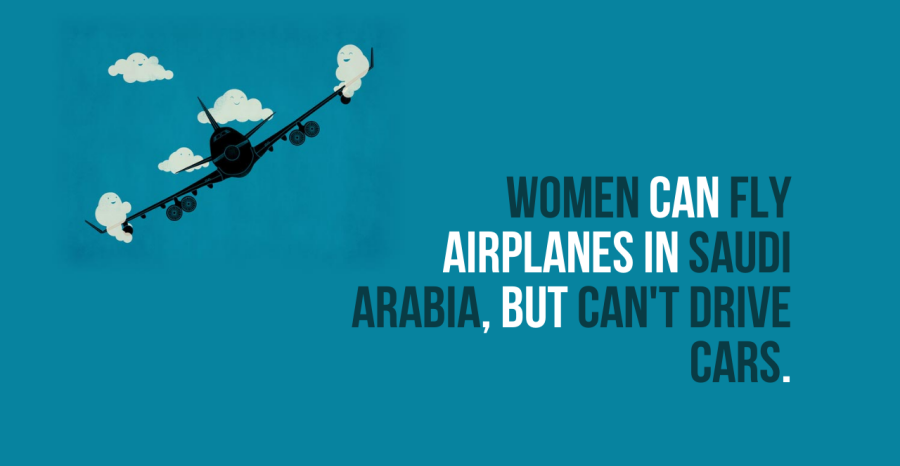 WOMEN CAN FLY
AIRPLANES IN SAUDI
ARABIA, BUT CAN'T DRIVE
CARS.